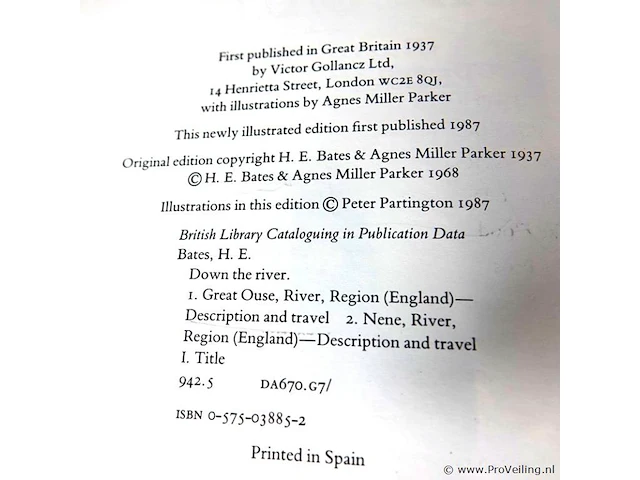 First published in Great Britain 1937
by Victor Gollancz Ltd,
14 Henrietta Street, London WC2E 8QJ,
with illustrations by Agnes Miller Parker
This newly illustrated edition first published 1987
Original edition copyright H. E. Bates & Agnes Miller Parker 1937
© H. E. Bates & Agnes Miller Parker 1968
Illustrations in this edition © Peter Partington 1987
British Library Cataloguing in Publication Data
Bates, H. E.
Down the river.
1. Great Ouse, River, Region (England)—
Description and travel 2. Nene, River,
Region (England)—Description and travel
I. Title
942.5 DA670.G7/
ISBN 0-575-03885-2
Printed in Spain
© www.ProVeiling.nl